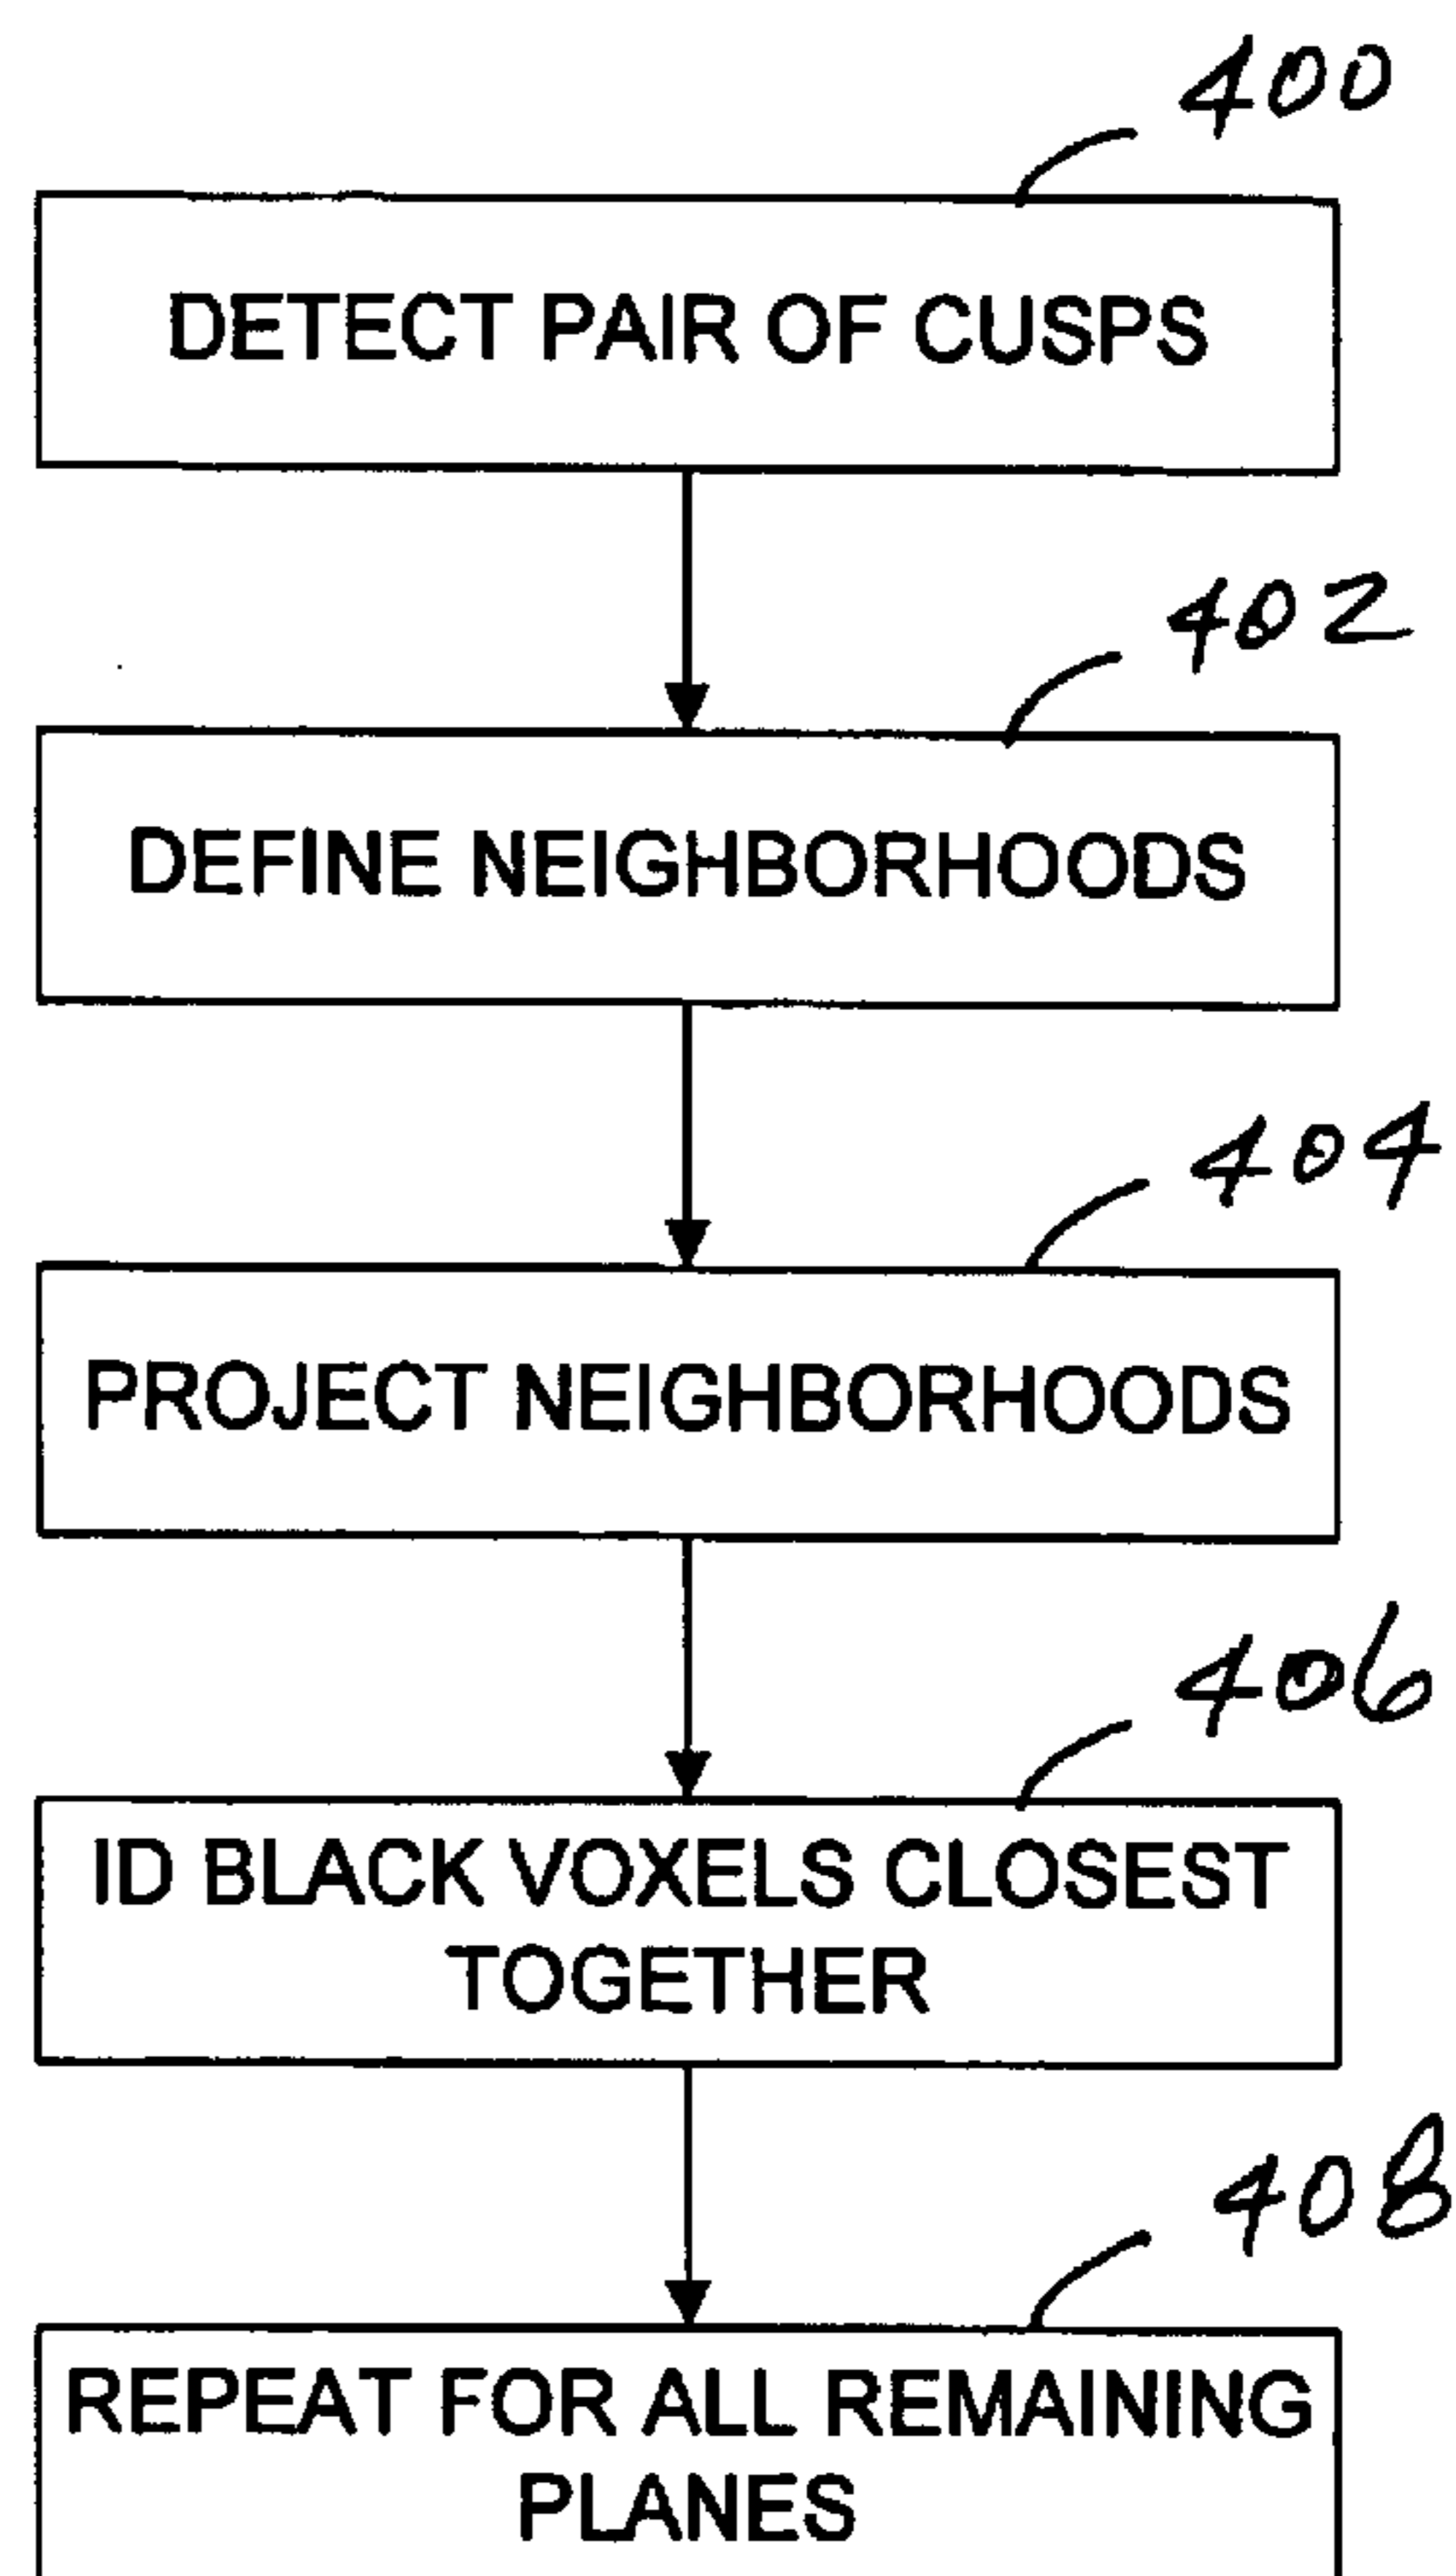 400
DETECT PAIR OF CUSPS
402
DEFINE NEIGHBORHOODS
404
PROJECT NEIGHBORHOODS
406
ID BLACK VOXELS CLOSEST
TOGETHER
408
REPEAT FOR ALL REMAINING
PLANES